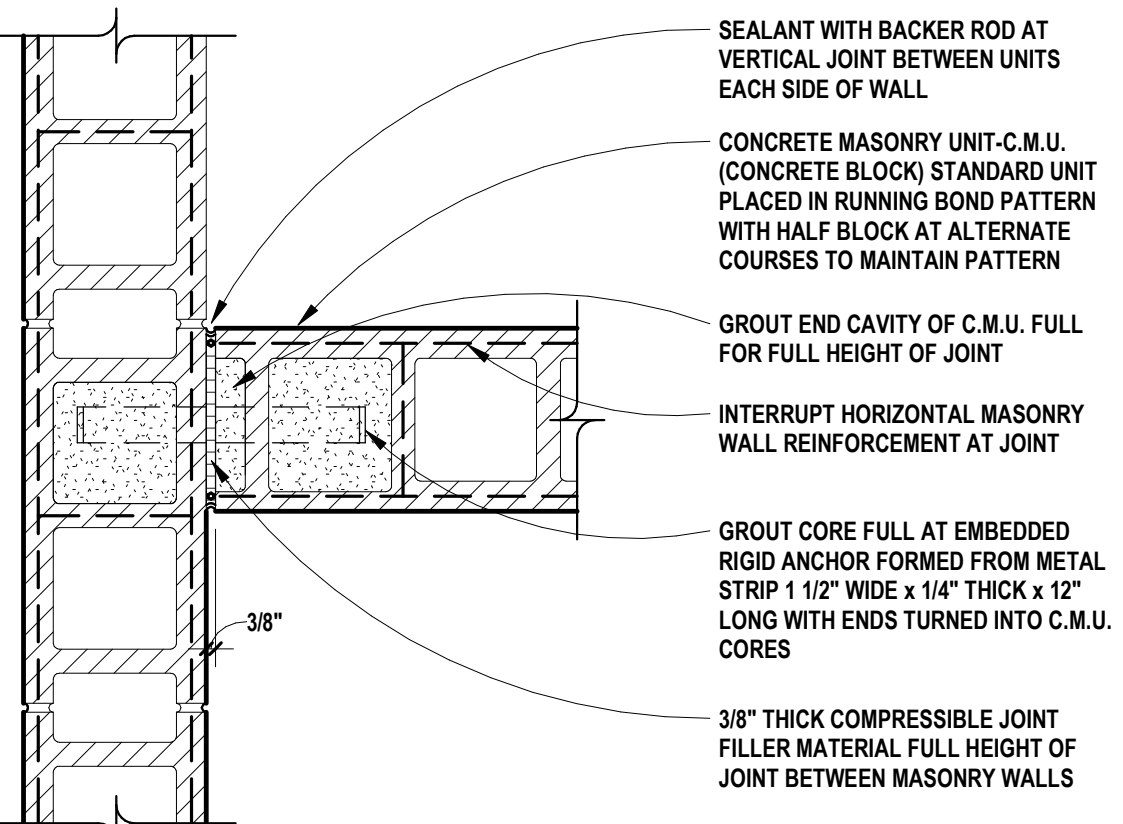 SEALANT WITH BACKER ROD AT
VERTICAL JOINT BETWEEN UNITS
EACH SIDE OF WALL
CONCRETE MASONRY UNIT-C.M.U.
(CONCRETE BLOCK) STANDARD UNIT
PLACED IN RUNNING BOND PATTERN
WITH HALF BLOCK AT ALTERNATE
COURSES TO MAINTAIN PATTERN
GROUT END CAVITY OF C.M.U. FULL
FOR FULL HEIGHT OF JOINT
INTERRUPT HORIZONTAL MASONRY
WALL REINFORCEMENT AT JOINT
GROUT CORE FULL AT EMBEDDED
RIGID ANCHOR FORMED FROM METAL
STRIP 1 1/2" WIDE x 1/4" THICK x 12"
LONG WITH ENDS TURNED INTO C.M.U.
CORES
3/8"
3/8" THICK COMPRESSIBLE JOINT
FILLER MATERIAL FULL HEIGHT OF
JOINT BETWEEN MASONRY WALLS